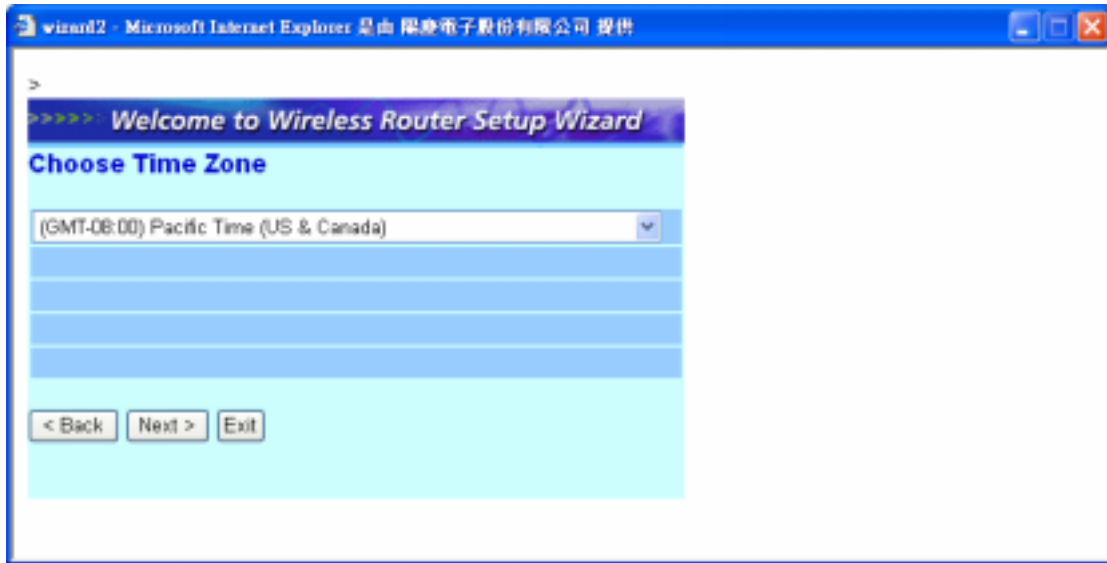 wizard2 - Microsoft Internet Explorer 是由 陽慶電子股份有限公司 提供
>
>>>>> Welcome to Wireless Router Setup Wizard
Choose Time Zone
(GMT-08:00) Pacific Time (US & Canada)
< Back Next > Exit